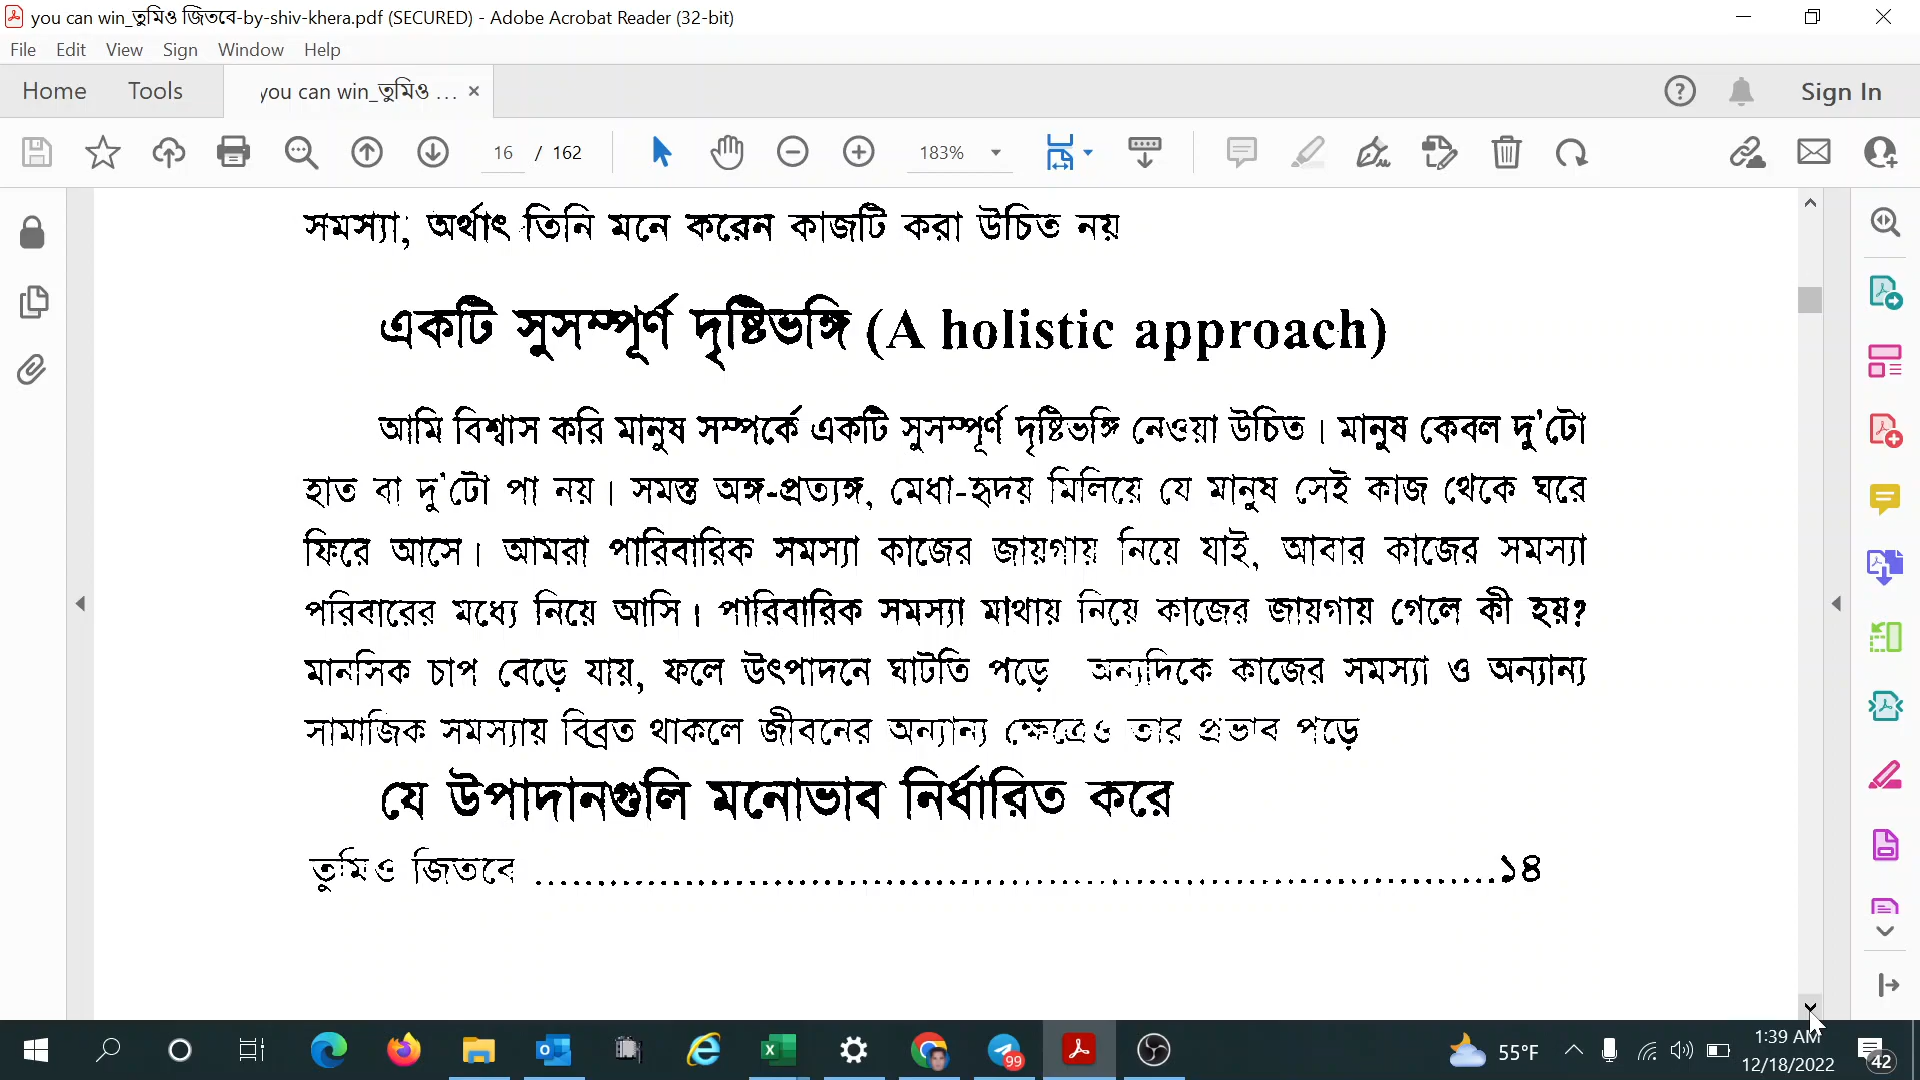 you can win_তুমিও জিতবে-by-shiv-khera.pdf (SECURED) - Adobe Acrobat Reader (32-bit)
File Edit View Sign Window Help
Home Tools you can win_তুমিও ... × Sign In
16 / 162 183%
সমস্যা; অর্থাৎ তিনি মনে করেন কাজটি করা উচিত নয়
একটি সুসম্পূর্ণ দৃষ্টিভঙ্গি (A holistic approach)
আমি বিশ্বাস করি মানুষ সম্পর্কে একটি সুসম্পূর্ণ দৃষ্টিভঙ্গি নেওয়া উচিত। মানুষ কেবল দু'টো
হাত বা দু'টো পা নয়। সমস্ত অঙ্গ-প্রত্যঙ্গ, মেধা-হৃদয় মিলিয়ে যে মানুষ সেই কাজ থেকে ঘরে
ফিরে আসে। আমরা পারিবারিক সমস্যা কাজের জায়গায় নিয়ে যাই, আবার কাজের সমস্যা
পরিবারের মধ্যে নিয়ে আসি। পারিবারিক সমস্যা মাথায় নিয়ে কাজের জায়গায় গেলে কী হয়?
মানসিক চাপ বেড়ে যায়, ফলে উৎপাদনে ঘাটতি পড়ে অন্যদিকে কাজের সমস্যা ও অন্যান্য
সামাজিক সমস্যায় বিব্রত থাকলে জীবনের অন্যান্য ক্ষেত্রেও তার প্রভাব পড়ে
যে উপাদানগুলি মনোভাব নির্ধারিত করে
তুমিও জিতবে ................................................................................১৪
99
55°F
1:39 AM
12/18/2022
42